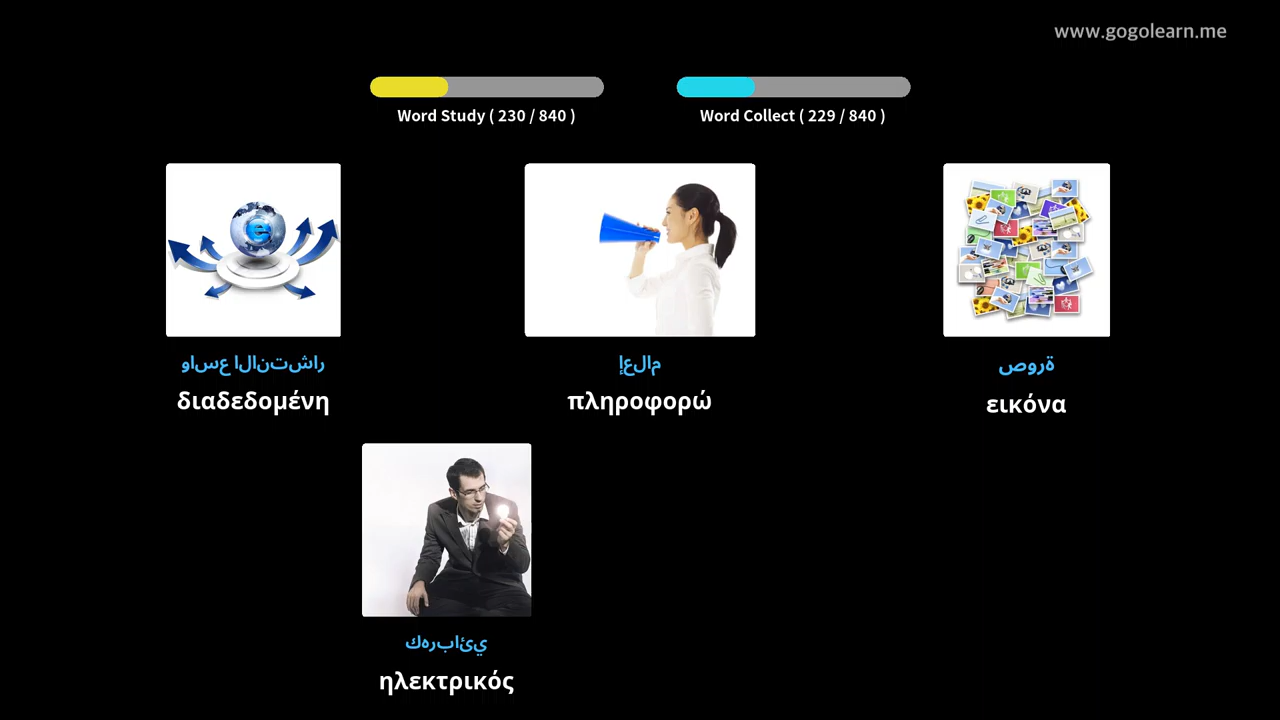 www.gogolearn.me
Word Study ( 230 / 840 )
Word Collect ( 229 / 840 )
واسع الانتشار
إعلام
صورة
διαδεδομένη
πληροφορώ
εικόνα
كهربائي
ηλεκτρικός